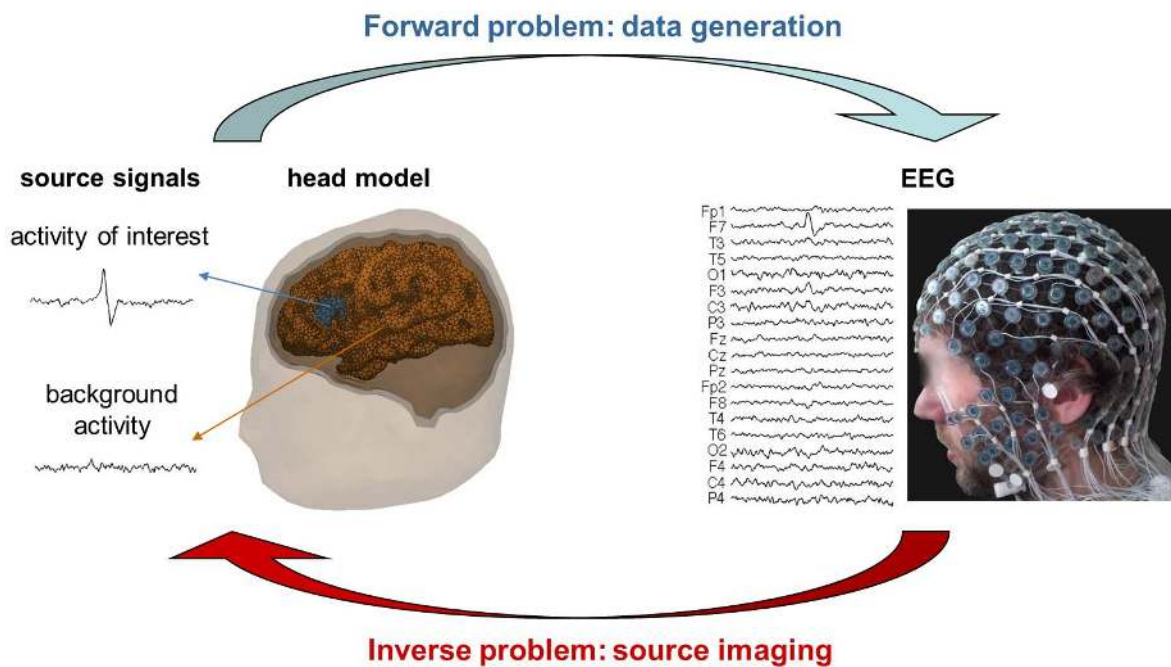 Forward problem: data generation
source signals
head model
EEG
activity of interest
background
activity
Fp1
F7
T3
T5
O1
F3
C3
P3
Fz
Cz
Pz
Fp2
F8
T4
T6
O2
F4
C4
P4
Inverse problem: source imaging